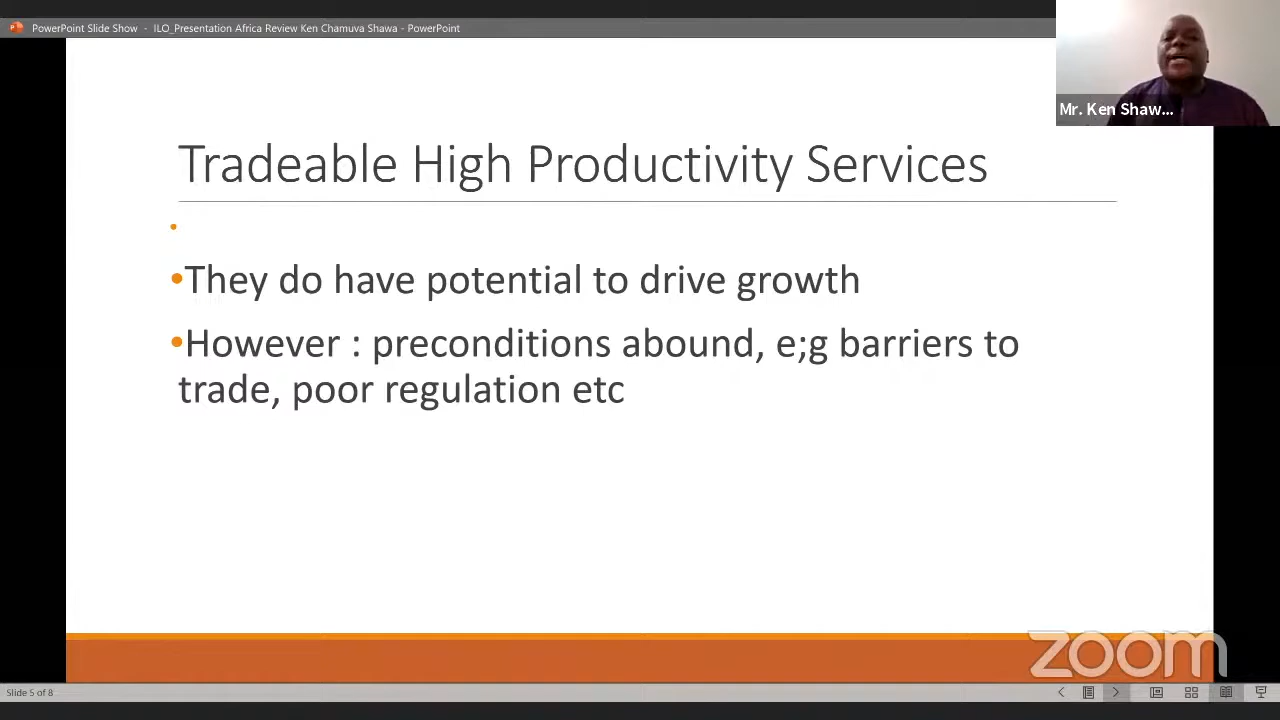 PowerPoint Slide Show - ILO_Presentation Africa Review Ken Chamuva Shawa - PowerPoint
Mr. Ken Shaw...
Tradeable High Productivity Services
•
•They do have potential to drive growth
•However : preconditions abound, e;g barriers to
trade, poor regulation etc
zoom
Slide 5 of 8